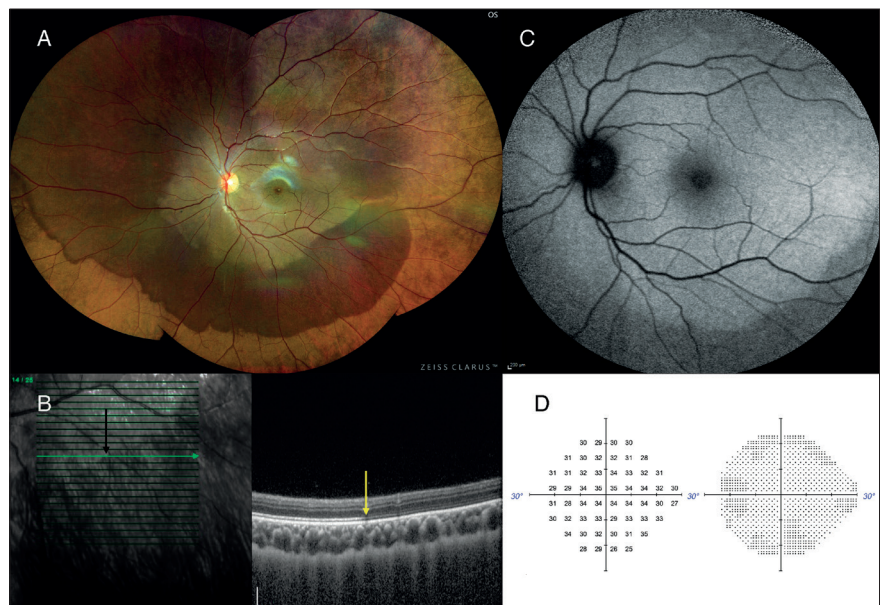 A
OS
C
ZEISS CLARUS™
14 / 25
B
D
30 29 30 30
31 30 32 32 31 28
31 31 32 33 34 33 32 31
29 29 34 33 35 34 34 34 32 30
30° 30° 30°
31 28 34 35 34 34 34 34 30 27
30 32 33 33 29 33 33 33
34 30 32 30 31 35
28 29 26 25